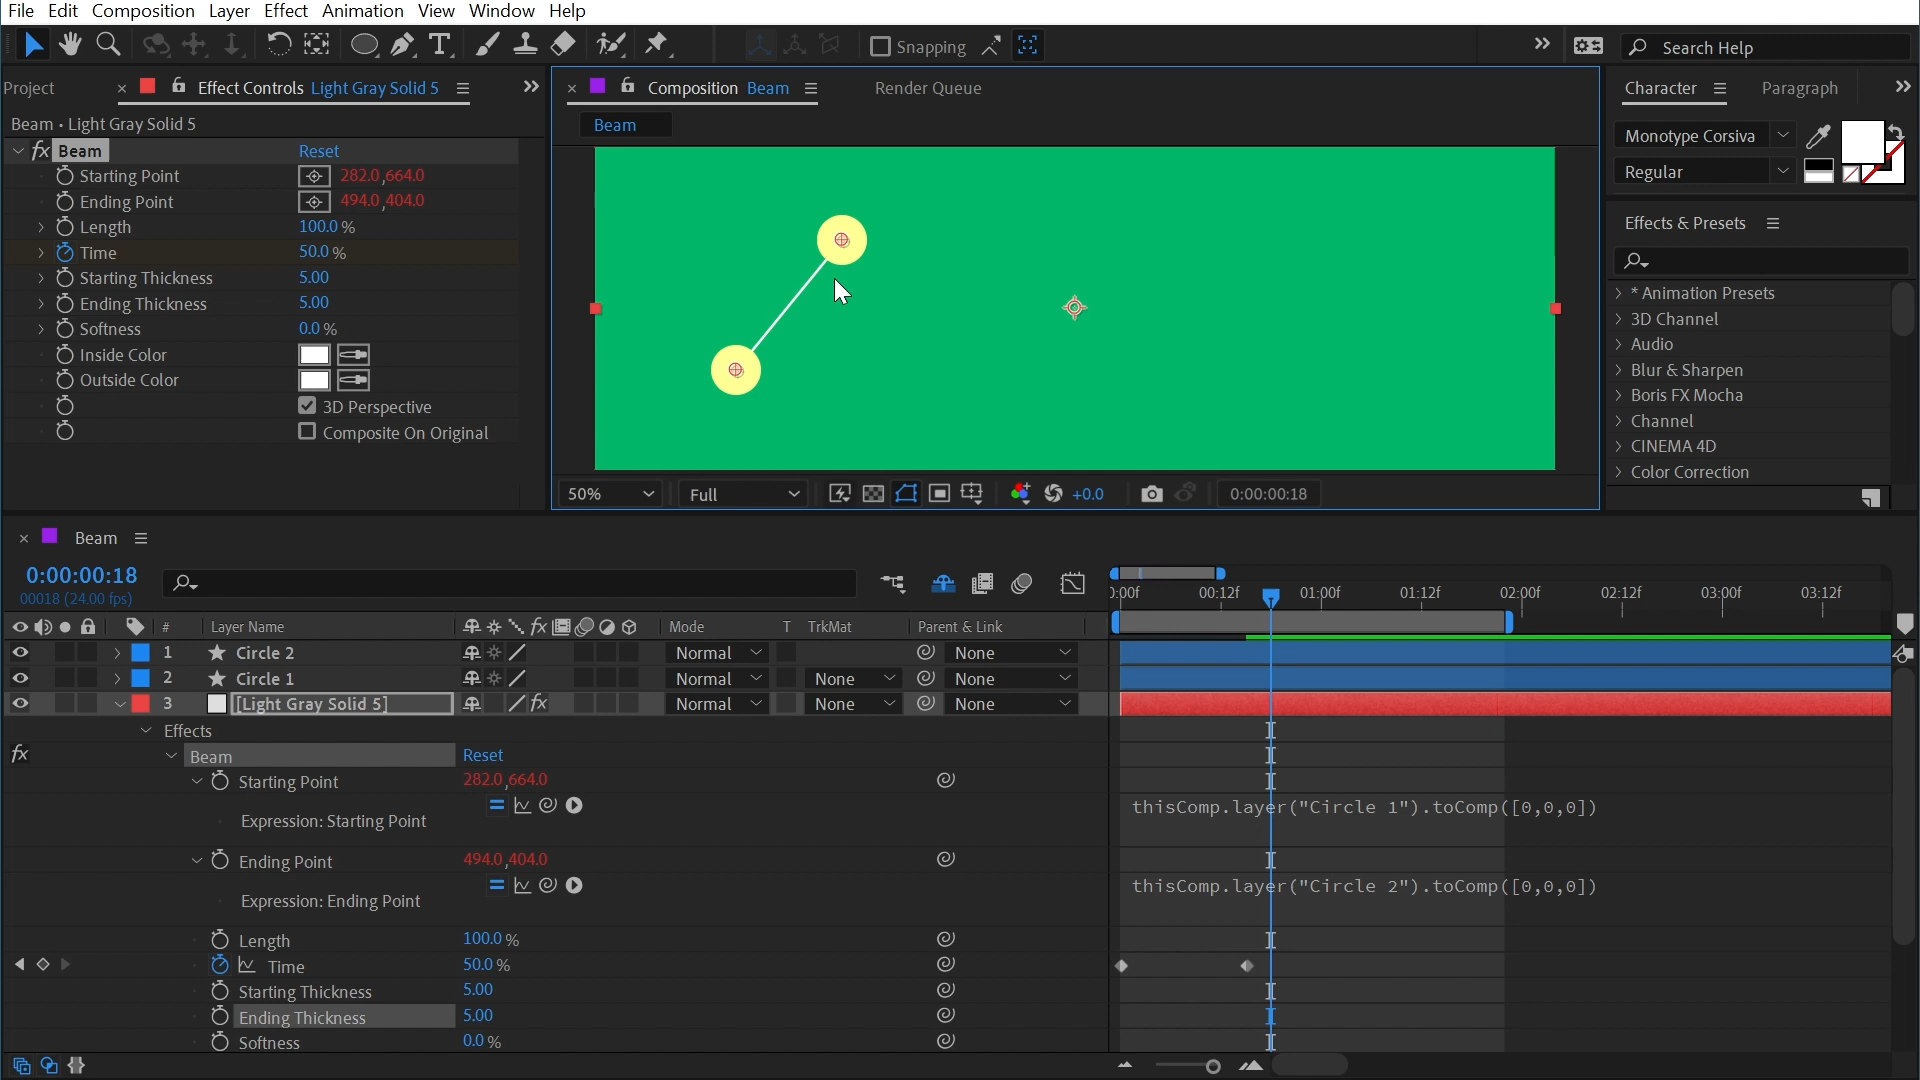 File Edit Composition Layer Effect Animation View Window Help
Snapping
Search Help
Project
Effect Controls Light Gray Solid 5
Composition Beam
Render Queue
Character
Paragraph
Beam • Light Gray Solid 5
Beam
Monotype Corsiva
Regular
fx Beam Reset
Starting Point 282.0,664.0
Ending Point 494.0,404.0
Length 100.0 %
Time 50.0 %
Starting Thickness 5.00
Ending Thickness 5.00
Softness 0.0 %
Inside Color
Outside Color
3D Perspective
Composite On Original
Effects & Presets
* Animation Presets
3D Channel
Audio
Blur & Sharpen
Boris FX Mocha
Channel
CINEMA 4D
Color Correction
50% Full +0.0 0:00:00:18
Beam
0:00:00:18
00018 (24.00 fps)
):00f 00:12f 01:00f 01:12f 02:00f 02:12f 03:00f 03:12f
# Layer Name fx Mode T TrkMat Parent & Link
1 Circle 2 Normal None
2 Circle 1 Normal None None
3 [Light Gray Solid 5] fx Normal None None
Effects
fx Beam Reset
Starting Point 282.0,664.0
Expression: Starting Point thisComp.layer("Circle 1").toComp([0,0,0])
Ending Point 494.0,404.0
Expression: Ending Point thisComp.layer("Circle 2").toComp([0,0,0])
Length 100.0 %
Time 50.0 %
Starting Thickness 5.00
Ending Thickness 5.00
Softness 0.0 %